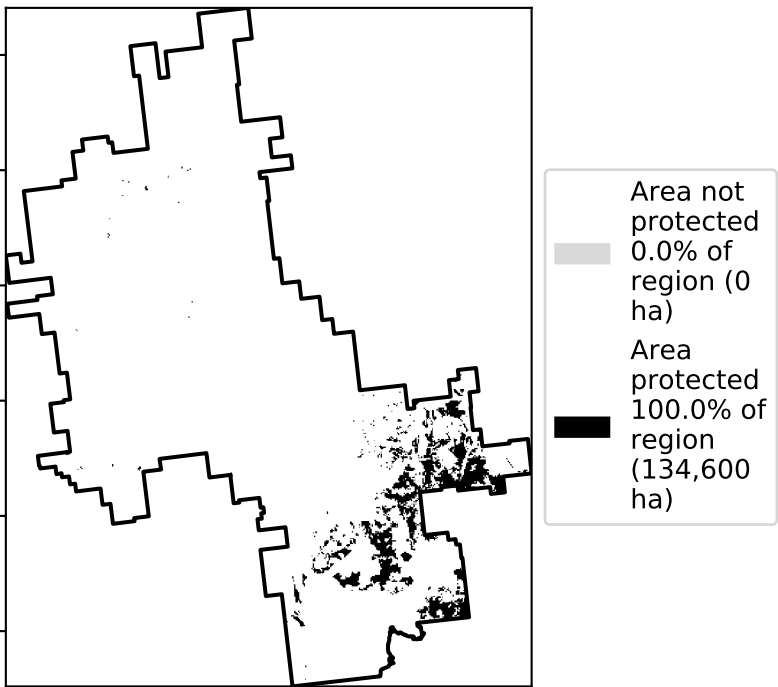 Area not
protected
0.0% of
region (0
ha)
Area
protected
100.0% of
region
(134,600
ha)